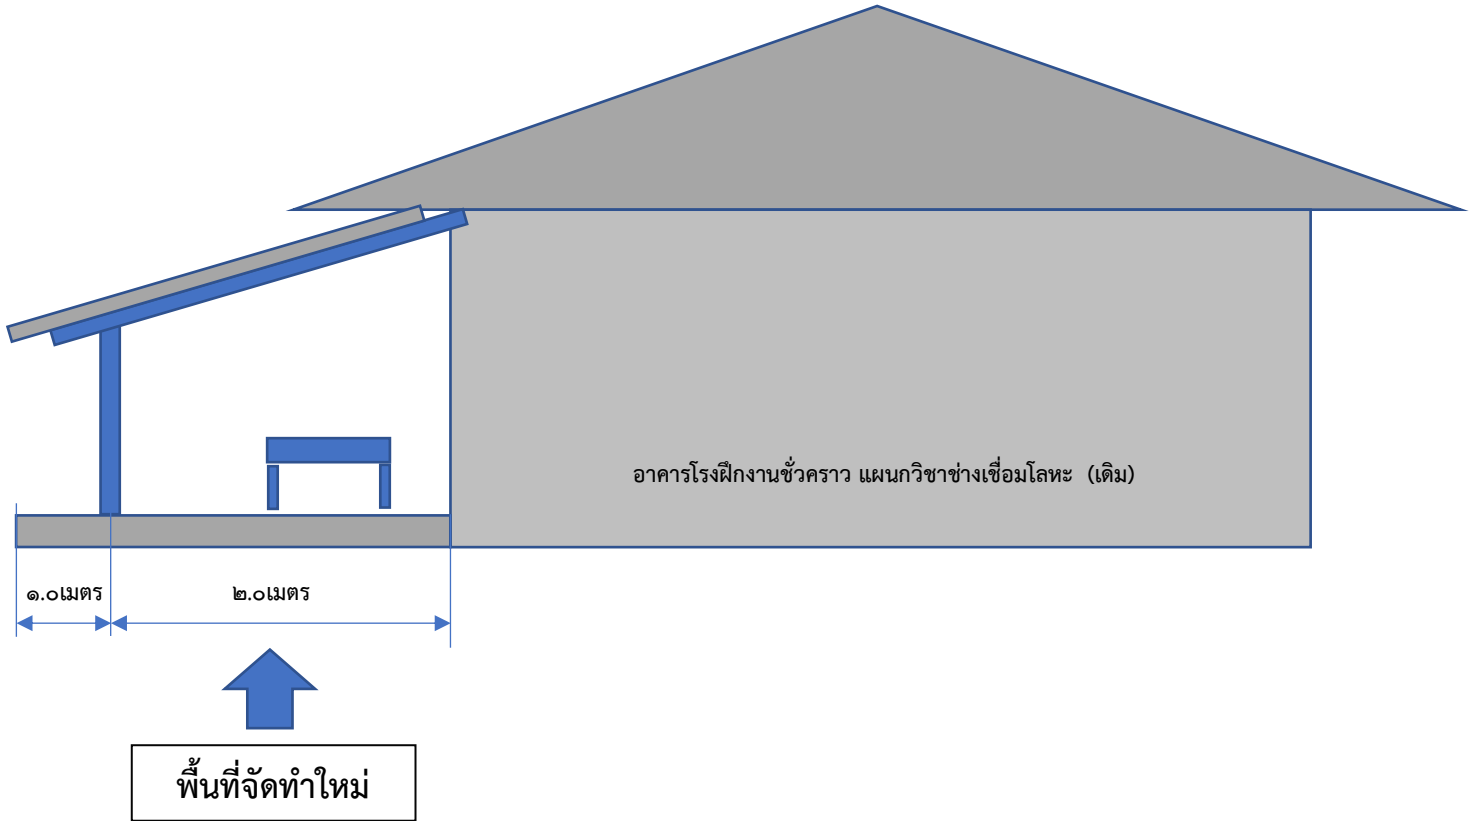 อาคารโรงฝึกงานชั่วคราว แผนกวิชาช่างเชื่อมโลหะ (เดิม)
๑.๐เมตร
๒.๐เมตร
พื้นที่จัดทำใหม่